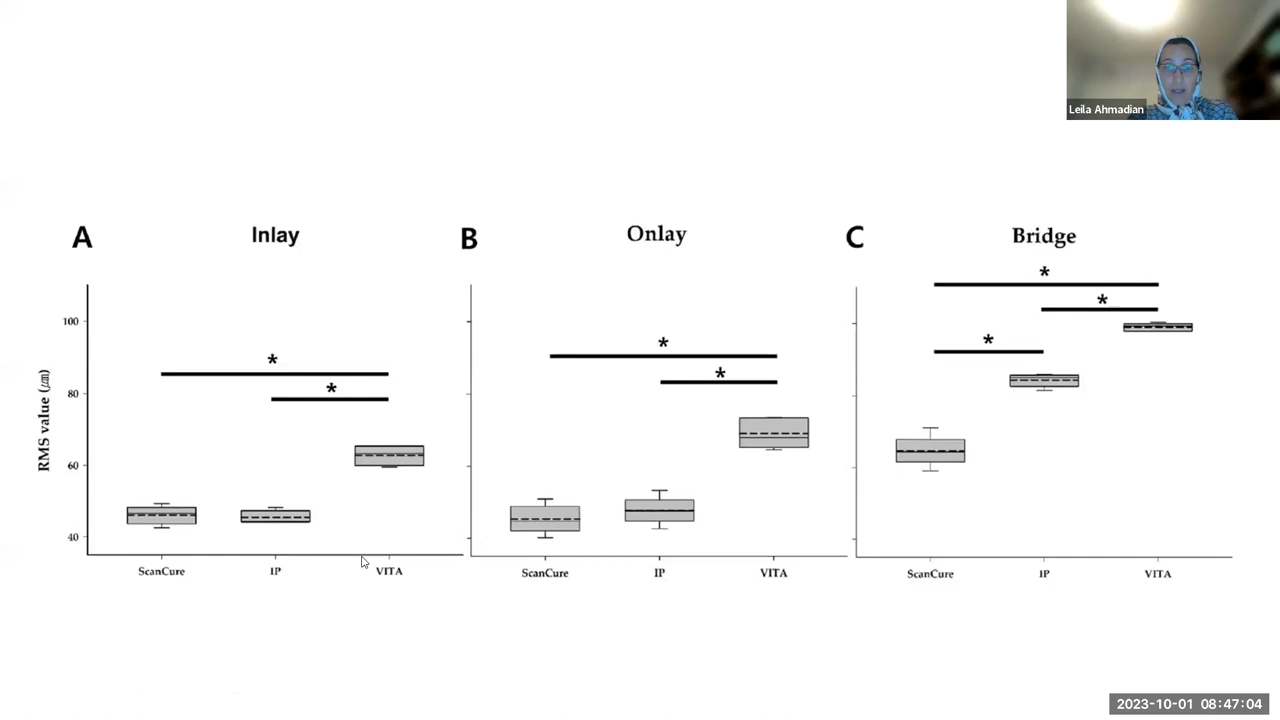 Leila Ahmadian
A
Inlay
B
Onlay
C
Bridge
*
*
*
*
*
*
*
RMS value (㎛)
100
80
60
40
ScanCure
IP
VITA
ScanCure
IP
VITA
ScanCure
IP
VITA
2023-10-01 08:47:04